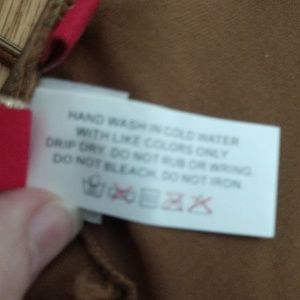 HAND WASH IN COLD WATER
WITH LIKE COLORS ONLY
DRIP DRY. DO NOT RUB OR WRING.
DO NOT BLEACH. DO NOT IRON.